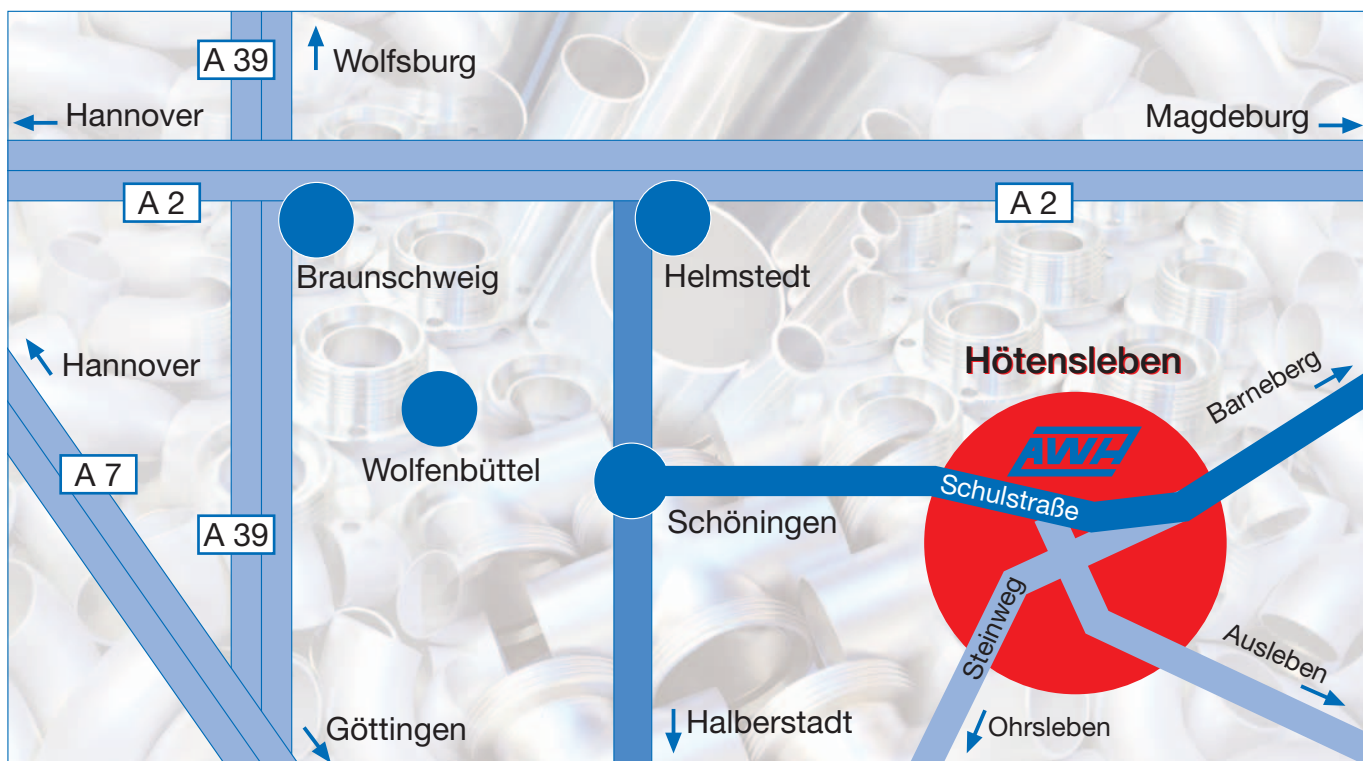 A 39
Wolfsburg
Hannover
Magdeburg
A 2
A 2
Braunschweig
Helmstedt
Hannover
Hötensleben
Barneberg
AWH
Wolfenbüttel
A 7
Schulstraße
Schöningen
A 39
Steinweg
Ausleben
Göttingen
Halberstadt
Ohrsleben